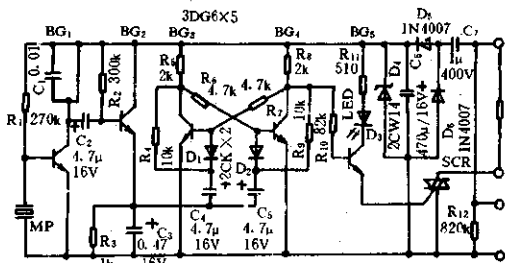 3DG6×5
BG₁ BG₂ BG₃ BG₄ BG₅ D₅ C₇
1N4007
C₁ 0.01
R₂ 300k
R₅
2k
R₆
4.7k
4.7k
R₈
2k
R₁₁
510
LED
D₃
D₄
2CW14
C₆
470μ/16V+
1μ
400V
D₆
1N4007
R₁ 270k
C₂
4.7μ
16V
R₄
10k
D₁
2CK×2
D₂
R₇
10k
R₉
R₁₀
82k
SCR
MP
R₃
1k
C₃
0.47
16V
C₄
4.7μ
16V
C₅
4.7μ
16V
R₁₂
820k